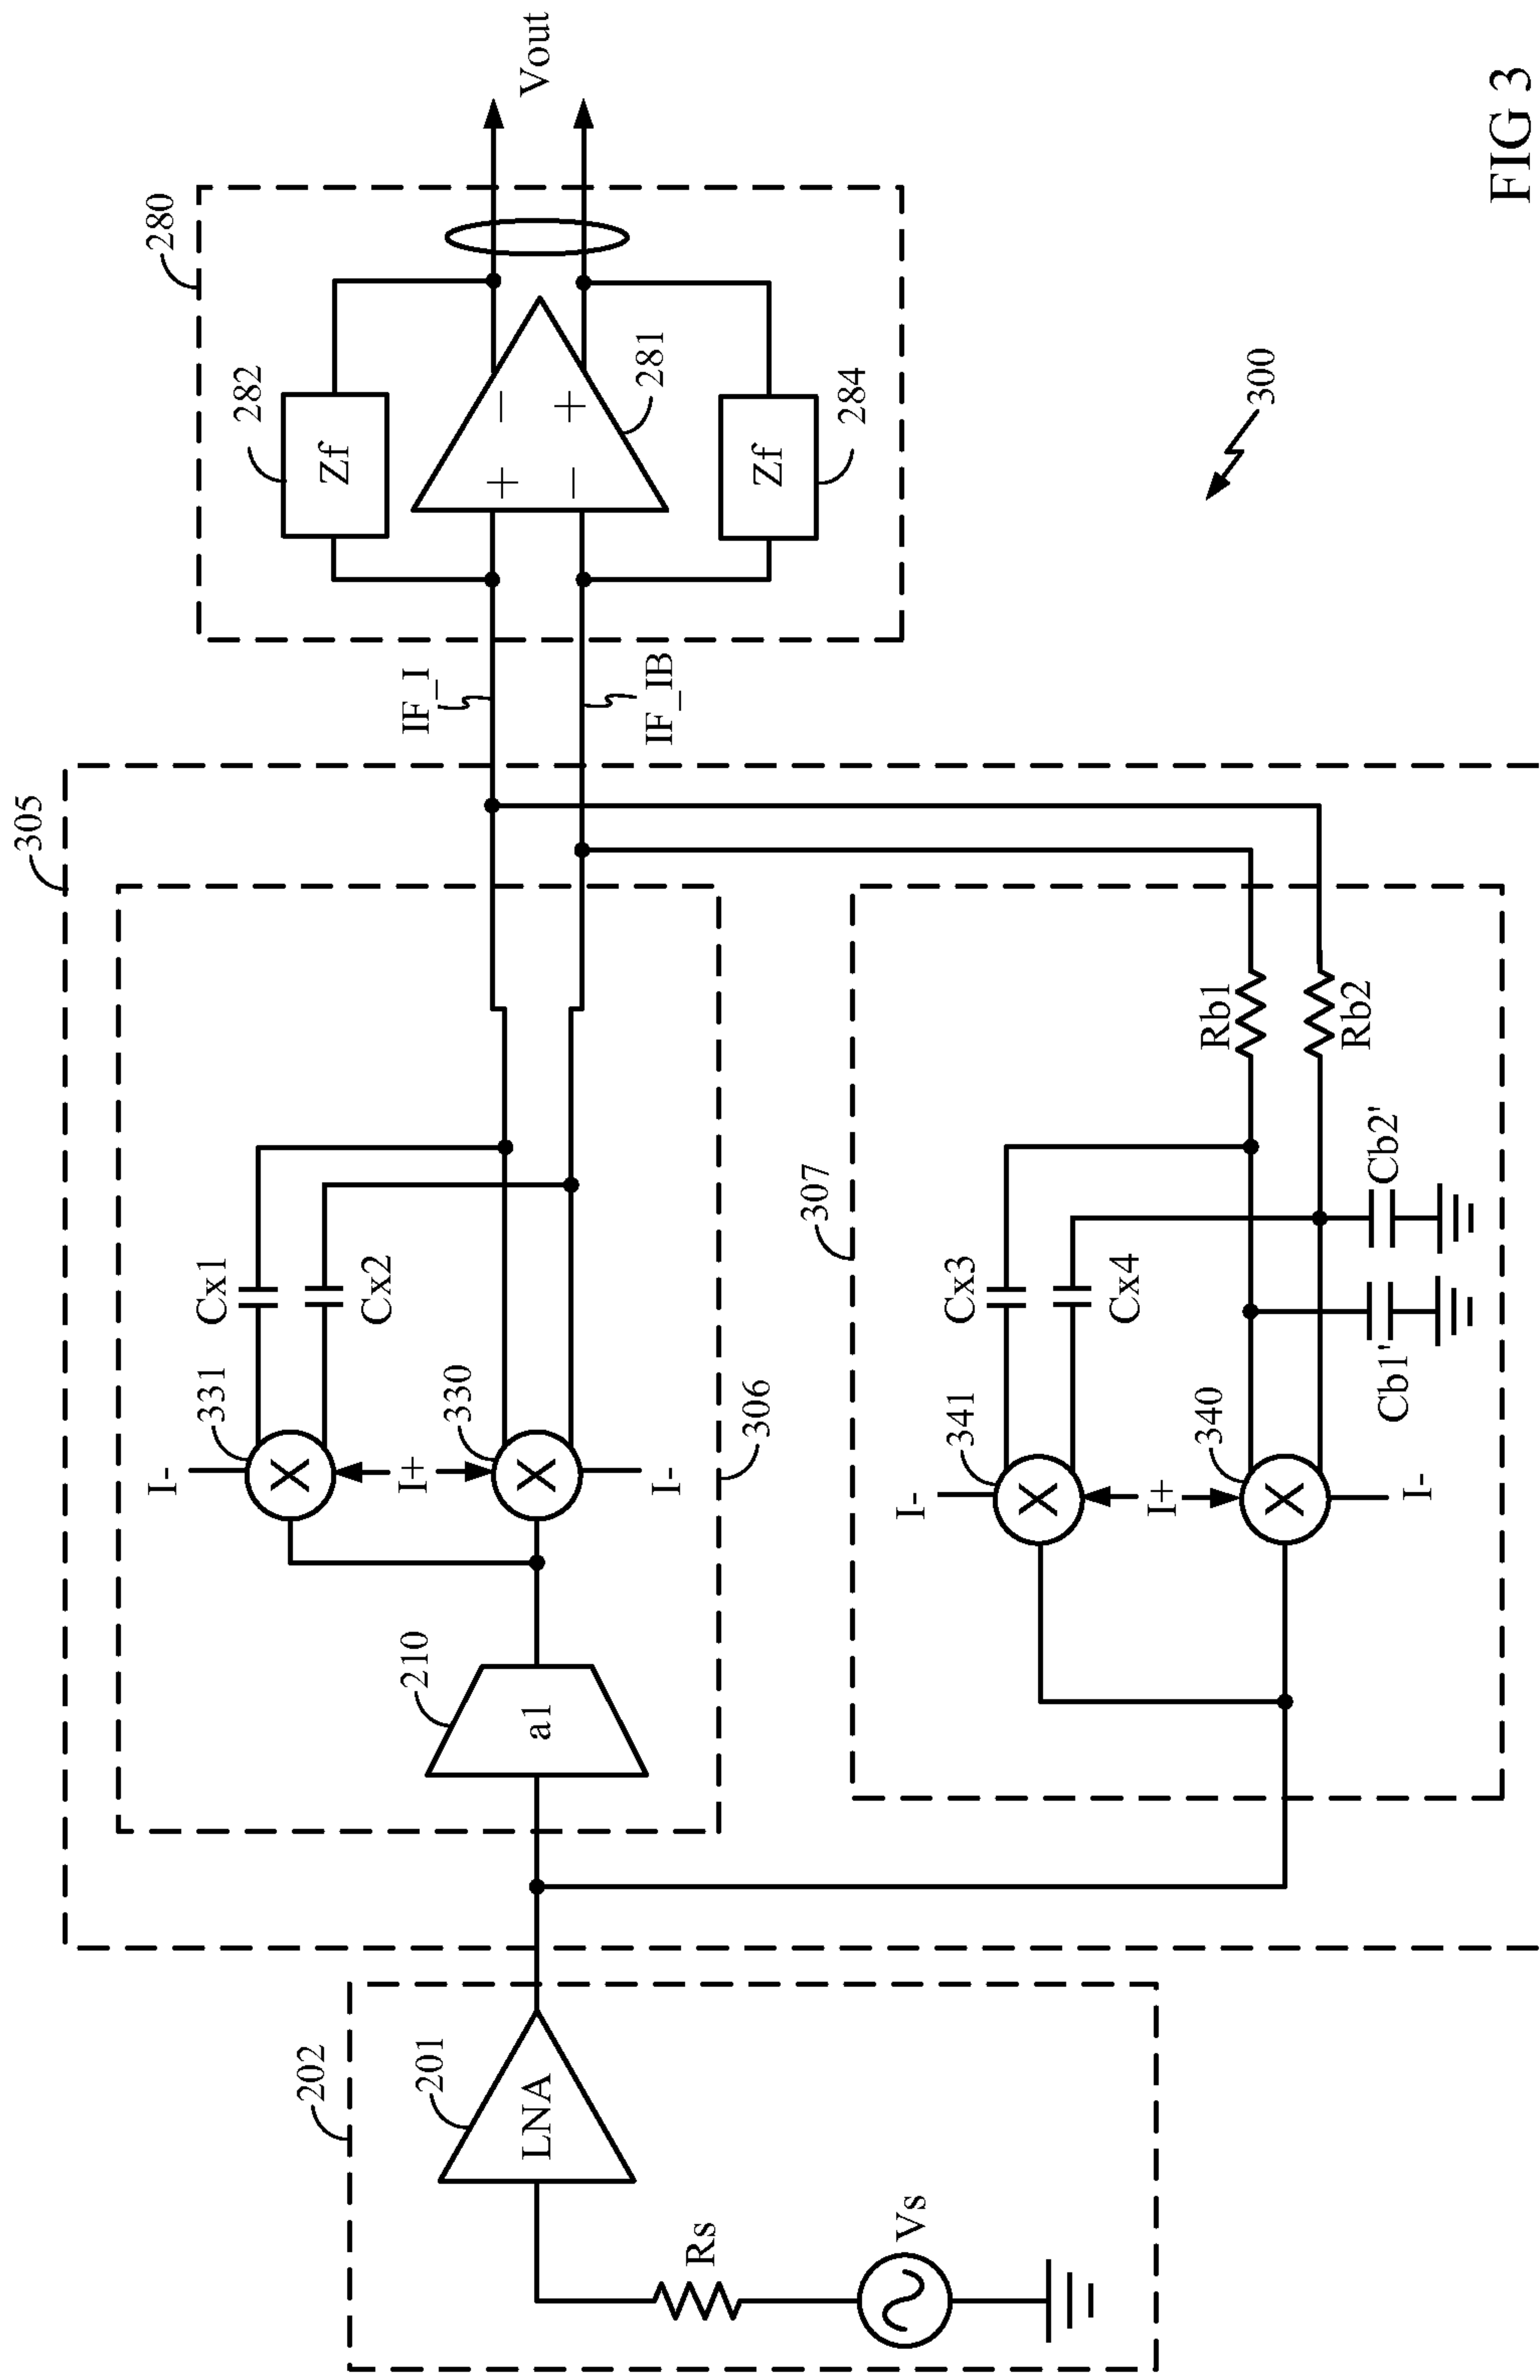 305
280
282
Zf
331
Cx1
I-
IF_I
Vout
Cx2
202
210
I+
330
201
LNA
a1
I-
306
IF_IB
+
−
−
+
281
Zf
284
Rs
Vs
307
341
Cx3
I-
Cx4
I+
340
Rb1
300
Rb2
I-
Cb1'
Cb2'
FIG 3
X
X
X
X